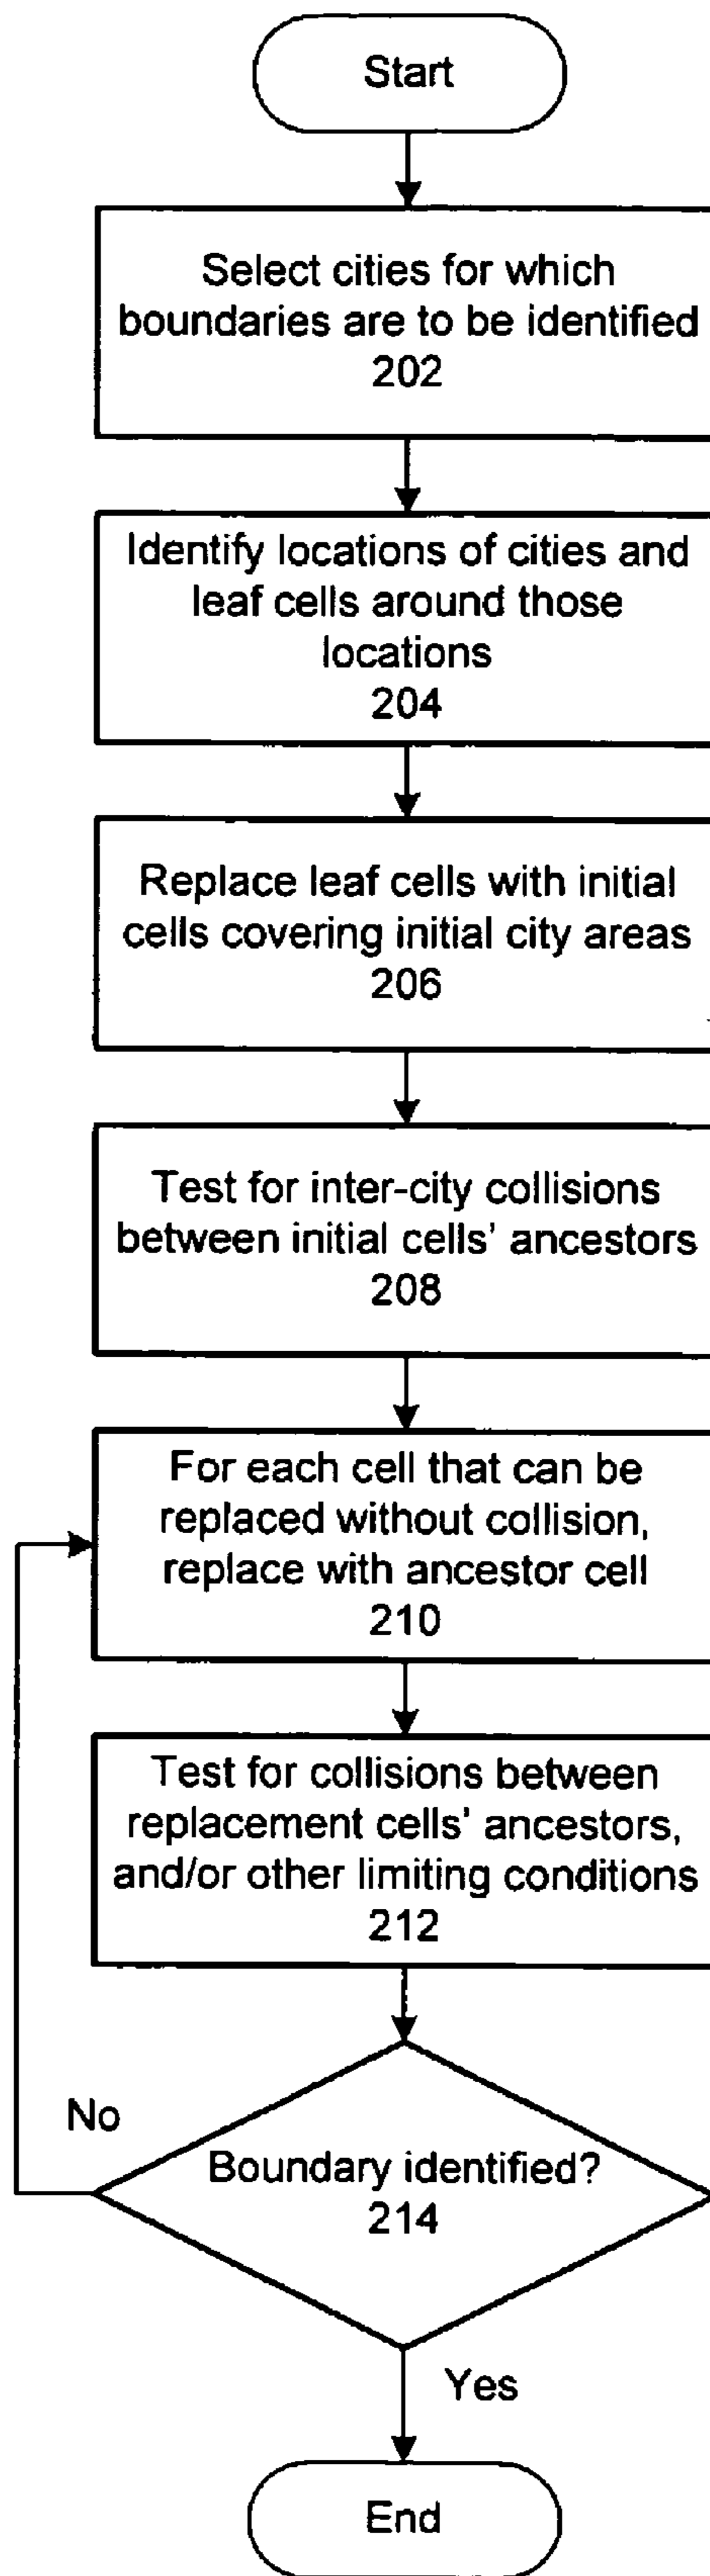 Start
Select cities for which
boundaries are to be identified
202
Identify locations of cities and
leaf cells around those
locations
204
Replace leaf cells with initial
cells covering initial city areas
206
Test for inter-city collisions
between initial cells' ancestors
208
For each cell that can be
replaced without collision,
replace with ancestor cell
210
Test for collisions between
replacement cells' ancestors,
and/or other limiting conditions
212
No
Boundary identified?
214
Yes
End